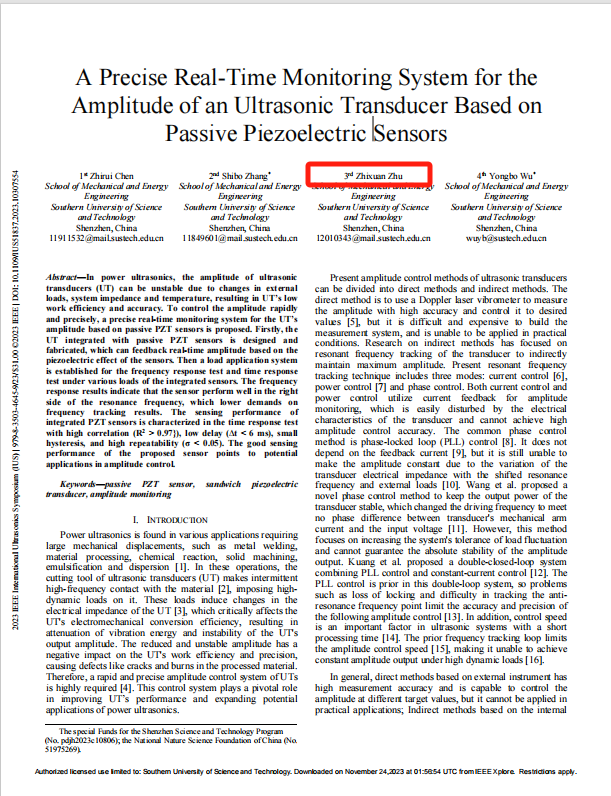 A Precise Real-Time Monitoring System for the
Amplitude of an Ultrasonic Transducer Based on
Passive Piezoelectric Sensors
1st Zhirui Chen
School of Mechanical and Energy
Engineering
Southern University of Science
and Technology
Shenzhen, China
11911532@mail.sustech.edu.cn
2nd Shibo Zhang*
School of Mechanical and Energy
Engineering
Southern University of Science
and Technology
Shenzhen, China
11849601@mail.sustech.edu.cn
3rd Zhixuan Zhu
School of Mechanical and Energy
Engineering
Southern University of Science
and Technology
Shenzhen, China
12010343@mail.sustech.edu.cn
4th Yongbo Wu*
School of Mechanical and Energy
Engineering
Southern University of Science
and Technology
Shenzhen, China
wuyb@sustech.edu.cn
2023 IEEE International Ultrasonics Symposium (IUS) | 979-8-3503-4645-9/23/$31.00 ©2023 IEEE | DOI: 10.1109/IUS51837.2023.10307554
Abstract—In power ultrasonics, the amplitude of ultrasonic
transducers (UT) can be unstable due to changes in external
loads, system impedance and temperature, resulting in UT's low
work efficiency and accuracy. To control the amplitude rapidly
and precisely, a precise real-time monitoring system for the UT's
amplitude based on passive PZT sensors is proposed. Firstly, the
UT integrated with passive PZT sensors is designed and
fabricated, which can feedback real-time amplitude based on the
piezoelectric effect of the sensors. Then a load application system
is established for the frequency response test and time response
test under various loads of the integrated sensors. The frequency
response results indicate that the sensor perform well in the right
side of the resonance frequency, which lower demands on
frequency tracking results. The sensing performance of
integrated PZT sensors is characterized in the time response test
with high correlation (R² > 0.97)), low delay (Δt < 6 ms), small
hysteresis, and high repeatability (σ < 0.05). The good sensing
performance of the proposed sensor points to potential
applications in amplitude control.
Keywords—passive PZT sensor, sandwich piezoelectric
transducer, amplitude monitoring
I. INTRODUCTION
Power ultrasonics is found in various applications requiring
large mechanical displacements, such as metal welding,
material processing, chemical reaction, solid machining,
emulsification and dispersion [1]. In these operations, the
cutting tool of ultrasonic transducers (UT) makes intermittent
high-frequency contact with the material [2], imposing high-
dynamic loads on it. These loads induce changes in the
electrical impedance of the UT [3], which critically affects the
UT's electromechanical conversion efficiency, resulting in
attenuation of vibration energy and instability of the UT's
output amplitude. The reduced and unstable amplitude has a
negative impact on the UT's work efficiency and precision,
causing defects like cracks and burns in the processed material.
Therefore, a rapid and precise amplitude control system of UTs
is highly required [4]. This control system plays a pivotal role
in improving UT's performance and expanding potential
applications of power ultrasonics.
The special Funds for the Shenzhen Science and Technology Program
(No. pdjh2023c10806); the National Nature Science Foundation of China (No.
51975269).
Present amplitude control methods of ultrasonic transducers
can be divided into direct methods and indirect methods. The
direct method is to use a Doppler laser vibrometer to measure
the amplitude with high accuracy and control it to desired
values [5], but it is difficult and expensive to build the
measurement system, and is unable to be applied in practical
applications. Research on indirect methods has focused on
resonant frequency tracking of the transducer to indirectly
maintain maximum amplitude. Present resonant frequency
tracking technique includes three modes: current control [6],
power control [7] and phase control. Both current control and
power control utilize current feedback for amplitude
monitoring, which is easily disturbed by the electrical
characteristics of the transducer and cannot achieve high
amplitude control accuracy. The common phase control
method is phase-locked loop (PLL) control [8]. It does not
depend on the feedback current [9], but it is still unable to
make the amplitude constant due to the variation of the
transducer electrical impedance with the shifted resonance
frequency and external loads [10]. Wang et al. proposed a
novel phase control method to keep the output power of the
transducer stable, which changed the driving frequency to meet
no phase difference between transducer's mechanical arm
current and the input voltage [11]. However, this method
focuses on increasing the system's tolerance of load fluctuation
and cannot guarantee the absolute stability of the amplitude
output. Kuang et al. proposed a double-closed-loop system
combining PLL control and constant-current control [12]. The
PLL control is prior in this double-loop system, so problems
such as loss of locking and difficulty in tracking the anti-
resonance frequency point limit the accuracy and precision of
the following amplitude control [13]. In addition, control speed
is an important factor in ultrasonic systems with a short
processing time [14]. The prior frequency tracking loop limits
the amplitude control speed [15], making it unable to achieve
constant amplitude output under high dynamic loads [16].
In general, direct methods based on external instrument has
high measurement accuracy and is capable to control the
amplitude at different target values, but it cannot be applied in
practical applications; Indirect methods based on the internal
Authorized licensed use limited to: Southern University of Science and Technology. Downloaded on November 24,2023 at 01:56:54 UTC from IEEE Xplore. Restrictions apply.